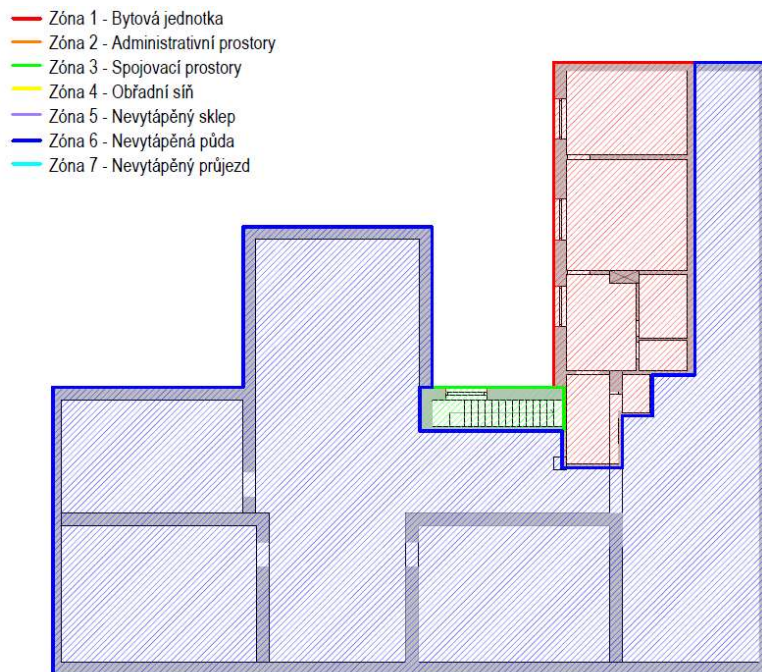 Zóna 1 - Bytová jednotka
Zóna 2 - Administrativní prostory
Zóna 3 - Spojovací prostory
Zóna 4 - Obřadní síň
Zóna 5 - Nevytápěný sklep
Zóna 6 - Nevytápěná půda
Zóna 7 - Nevytápěný průjezd